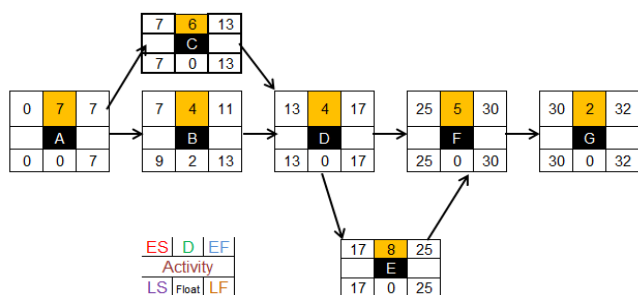 7 6 13
C
7 0 13
0 7 7
A
0 0 7
7 4 11
B
9 2 13
13 4 17
D
13 0 17
25 5 30
F
25 0 30
30 2 32
G
30 0 32
17 8 25
E
17 0 25
ES D EF
Activity
LS Float LF